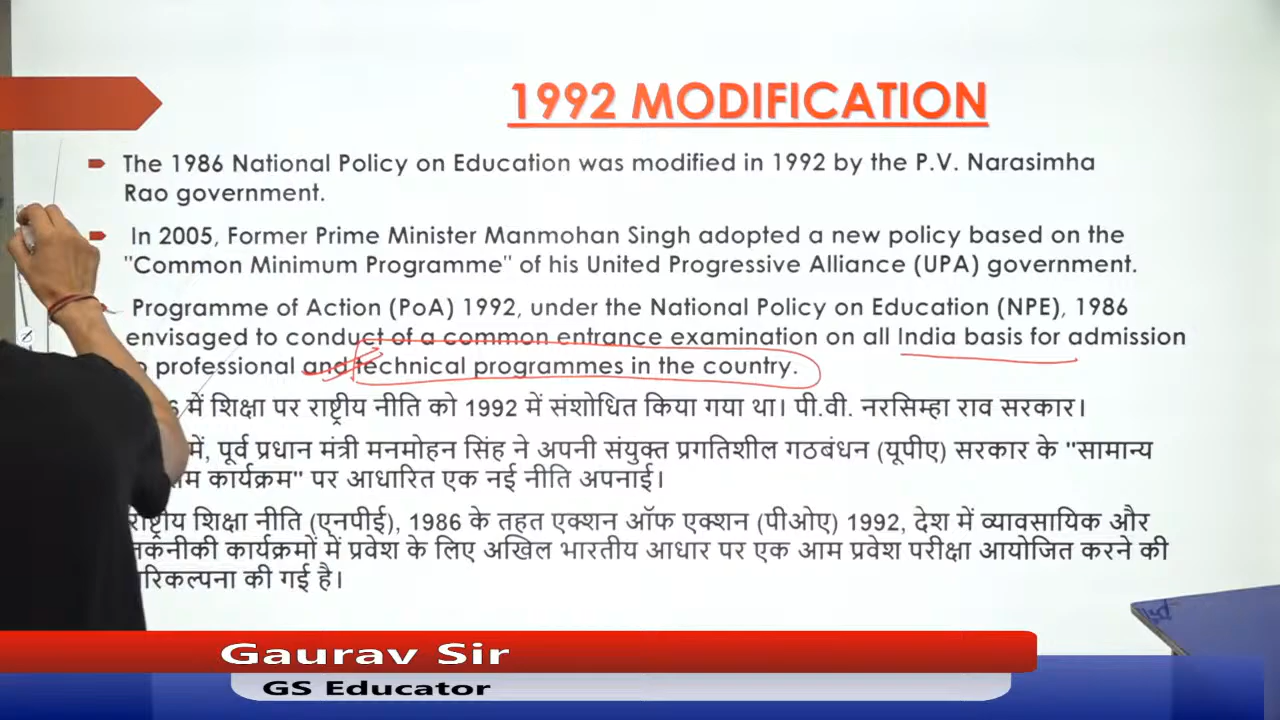 1992 MODIFICATION
The 1986 National Policy on Education was modified in 1992 by the P.V. Narasimha
Rao government.
In 2005, Former Prime Minister Manmohan Singh adopted a new policy based on the
"Common Minimum Programme" of his United Progressive Alliance (UPA) government.
Programme of Action (PoA) 1992, under the National Policy on Education (NPE), 1986
envisaged to conduct of a common entrance examination on all India basis for admission
professional and technical programmes in the country.
में शिक्षा पर राष्ट्रीय नीति को 1992 में संशोधित किया गया था। पी.वी. नरसिम्हा राव सरकार।
में, पूर्व प्रधान मंत्री मनमोहन सिंह ने अपनी संयुक्त प्रगतिशील गठबंधन (यूपीए) सरकार के "सामान्य
कार्यक्रम" पर आधारित एक नई नीति अपनाई।
राष्ट्रीय शिक्षा नीति (एनपीई), 1986 के तहत एक्शन ऑफ एक्शन (पीओए) 1992, देश में व्यावसायिक और
तकनीकी कार्यक्रमों में प्रवेश के लिए अखिल भारतीय आधार पर एक आम प्रवेश परीक्षा आयोजित करने की
की गई है।
Gaurav Sir
GS Educator